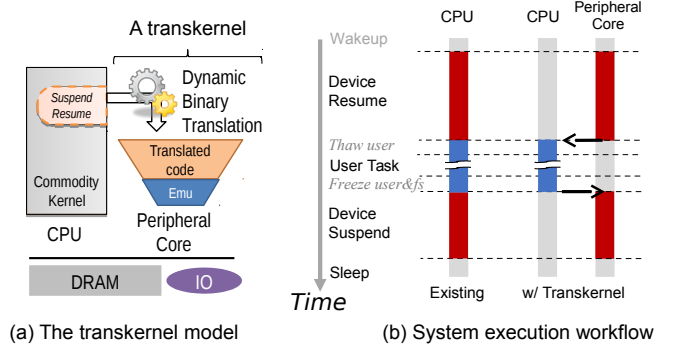 A transkernel
Suspend
Resume
Dynamic
Binary
Translation
Translated
code
Emu
Commodity
Kernel
CPU
Peripheral
Core
DRAM
IO
(a) The transkernel model
CPU
CPU
Peripheral
Core
Wakeup
Device
Resume
Thaw user
User Task
Freeze user&fs
Device
Suspend
Sleep
Time
Existing
w/ Transkernel
(b) System execution workflow